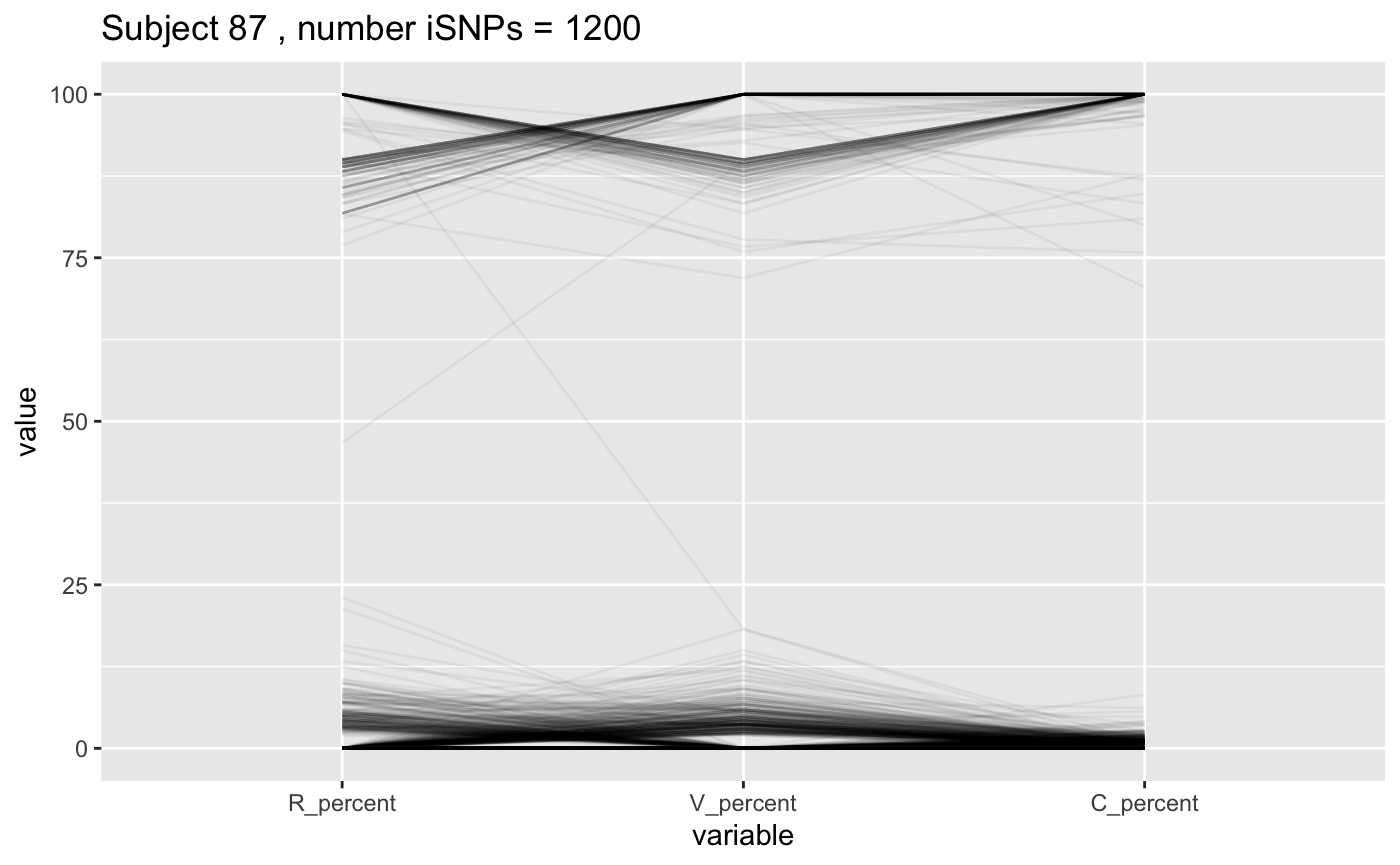 Subject 87 , number iSNPs = 1200
100
75
50
25
0
value
R_percent
V_percent
C_percent
variable